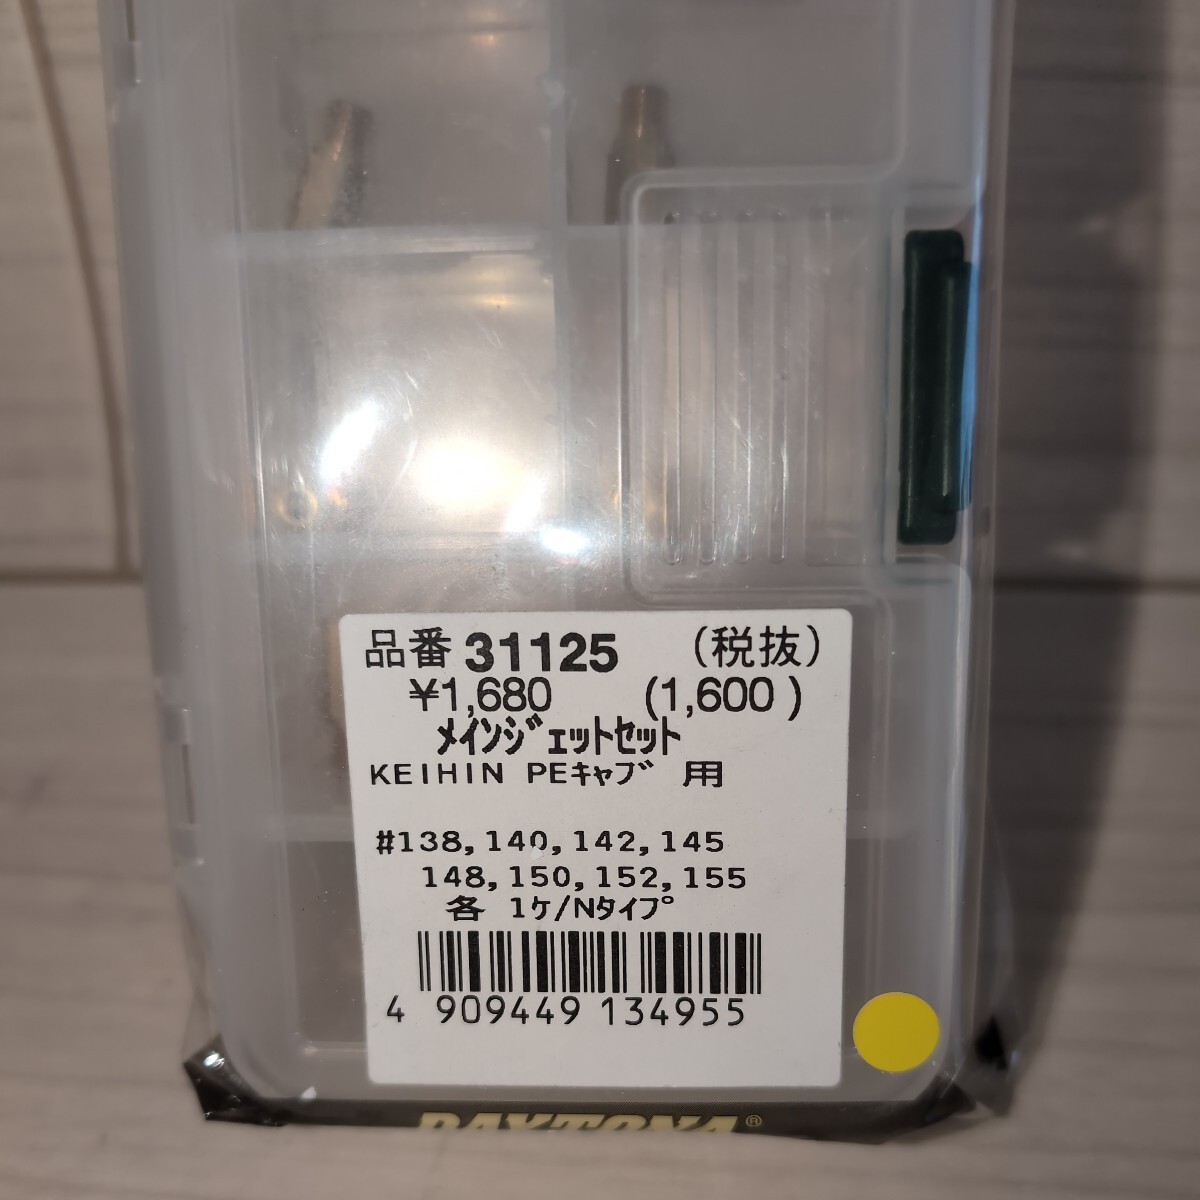 品番 31125 （税抜）
¥1,680 (1,600)
ﾒｲﾝｼﾞｪｯﾄｾｯﾄ
KEIHIN PEｷｬﾌﾞ 用
#138,140,142,145
148,150,152,155
各 1ケ/Nﾀｲﾌﾟ
4 909449 134955
DAYTONA®